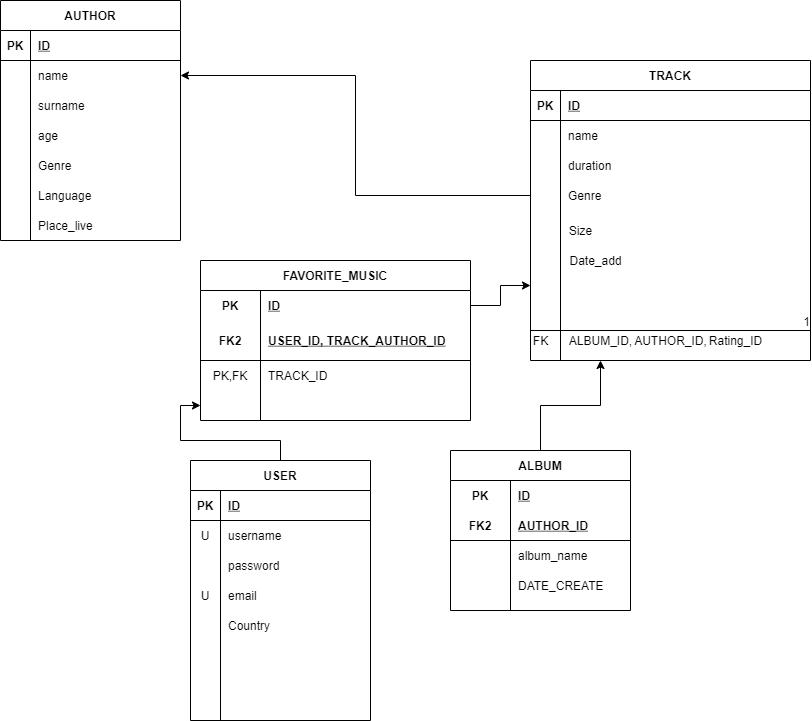 AUTHOR
PK ID
name
surname
age
Genre
Language
Place_live
TRACK
PK ID
name
duration
Genre
Size
Date_add
1
FK ALBUM_ID, AUTHOR_ID, Rating_ID
FAVORITE_MUSIC
PK ID
FK2 USER_ID, TRACK_AUTHOR_ID
PK,FK TRACK_ID
USER
PK ID
U username
password
U email
Country
ALBUM
PK ID
FK2 AUTHOR_ID
album_name
DATE_CREATE